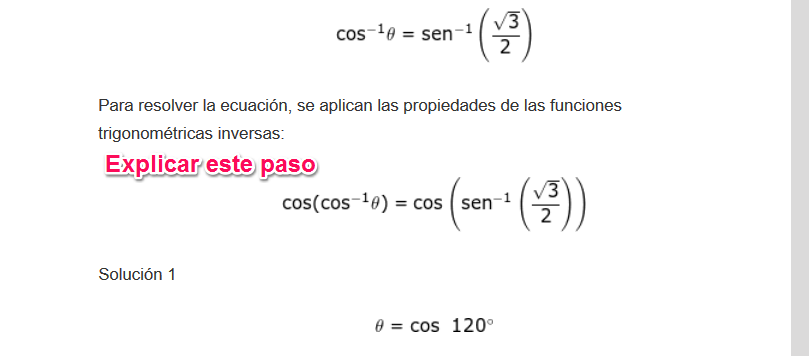 cos⁻¹θ = sen⁻¹(√3/2)
Para resolver la ecuación, se aplican las propiedades de las funciones
trigonométricas inversas:
Explicar este paso
cos(cos⁻¹θ) = cos (sen⁻¹ (√3/2))
Solución 1
θ = cos 120°